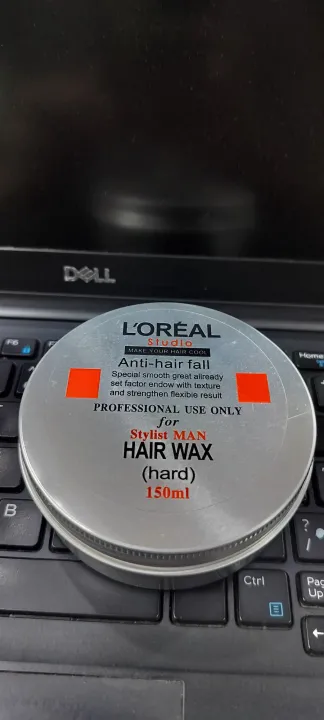 DELL
L'ORÉAL
Studio
MAKE YOUR HAIR COOL
Anti-hair fall
Special smooth great allready
set factor endow with texture
and strengthen flexible result
PROFESSIONAL USE ONLY
for
Stylist MAN
HAIR WAX
(hard)
150ml
F6
Home
B
?
/
Ctrl
Pag
Up